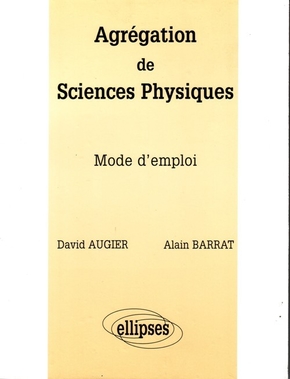 Agrégation
de
Sciences Physiques
Mode d'emploi
David AUGIER Alain BARRAT
ellipses